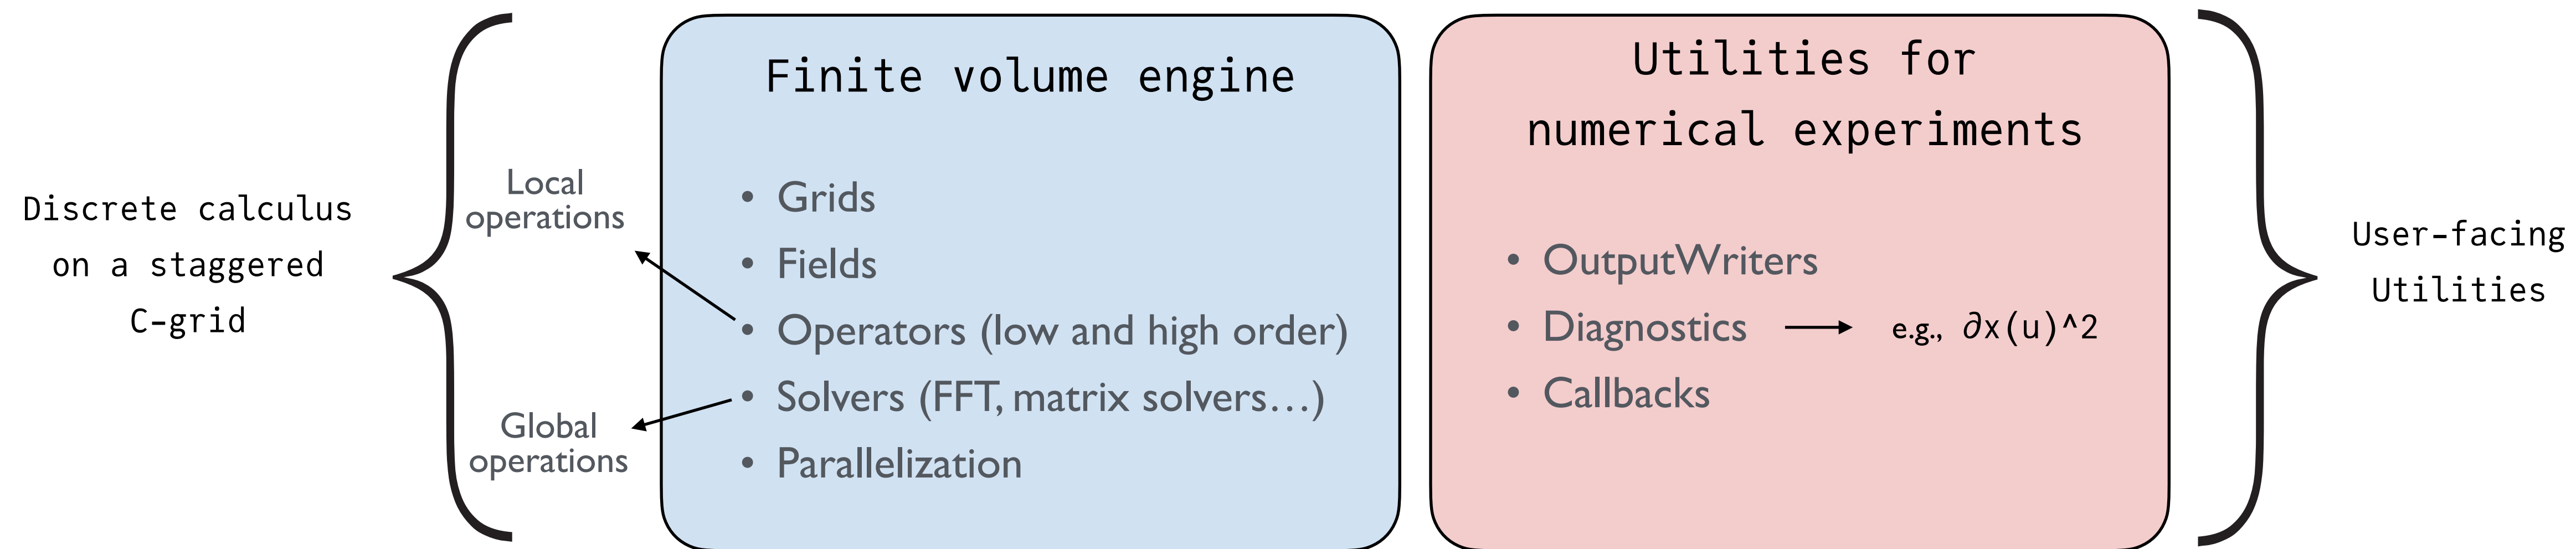 Discrete calculus
on a staggered
C-grid
Local
operations
Global
operations
Finite volume engine
• Grids
• Fields
• Operators (low and high order)
• Solvers (FFT, matrix solvers…)
• Parallelization
Utilities for
numerical experiments
• OutputWriters
• Diagnostics
e.g., ∂x(u)^2
• Callbacks
User-facing
Utilities